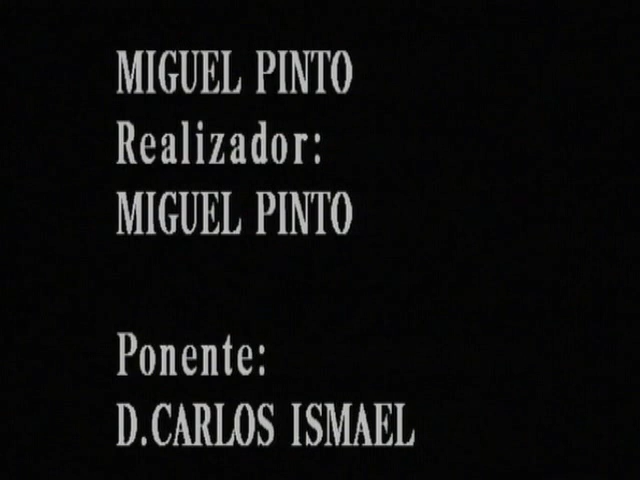 MIGUEL PINTO
Realizador:
MIGUEL PINTO
Ponente:
D.CARLOS ISMAEL